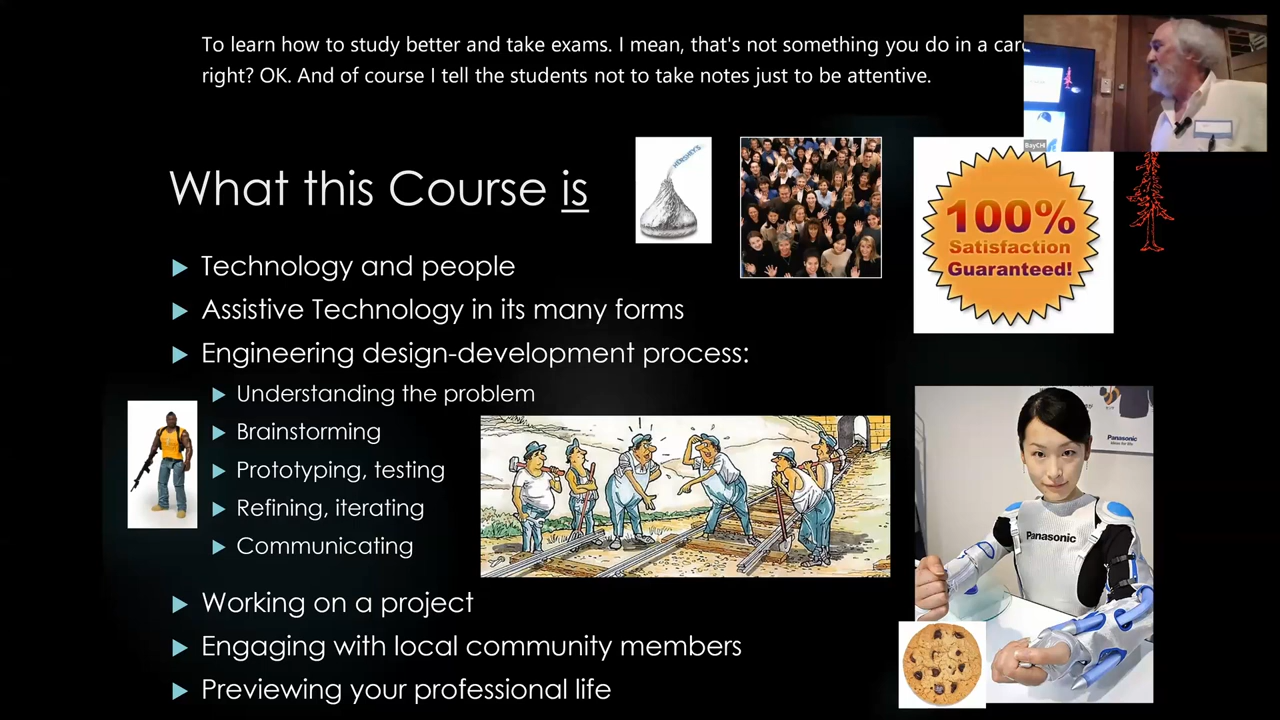 To learn how to study better and take exams. I mean, that's not something you do in a
right? OK. And of course I tell the students not to take notes just to be attentive.
BayCHI
What this Course is
HERSHEY'S
100%
Satisfaction
Guaranteed!
Technology and people
Assistive Technology in its many forms
Engineering design-development process:
Understanding the problem
Brainstorming
Prototyping, testing
Refining, iterating
Communicating
Panasonic
Panasonic
Working on a project
Engaging with local community members
Previewing your professional life